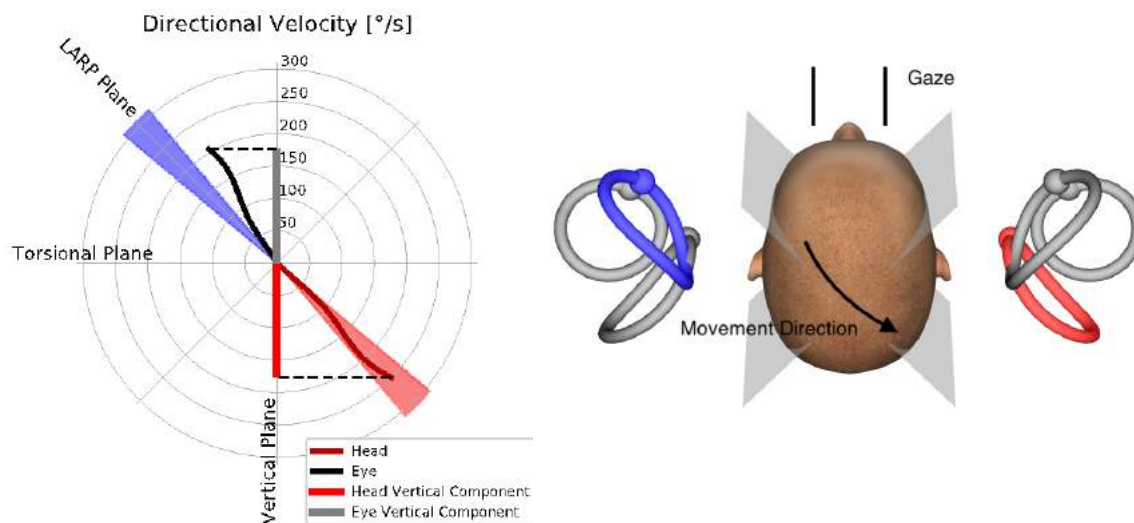 Directional Velocity [°/s]
LARP Plane
300
250
200
150
100
50
Torsional Plane
Vertical Plane
Head
Eye
Head Vertical Component
Eye Vertical Component
Gaze
Movement Direction